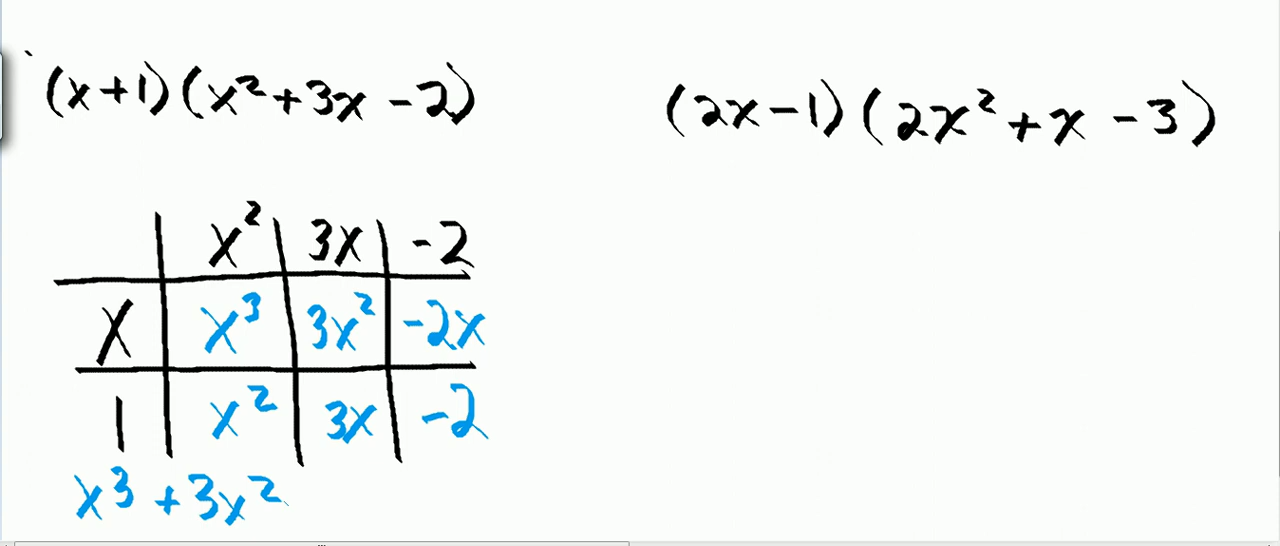 (x+1)(x²+3x-2)
(2x-1)(2x²+x-3)
x² 3x -2
x x³ 3x² -2x
1 x² 3x -2
x³+3x²